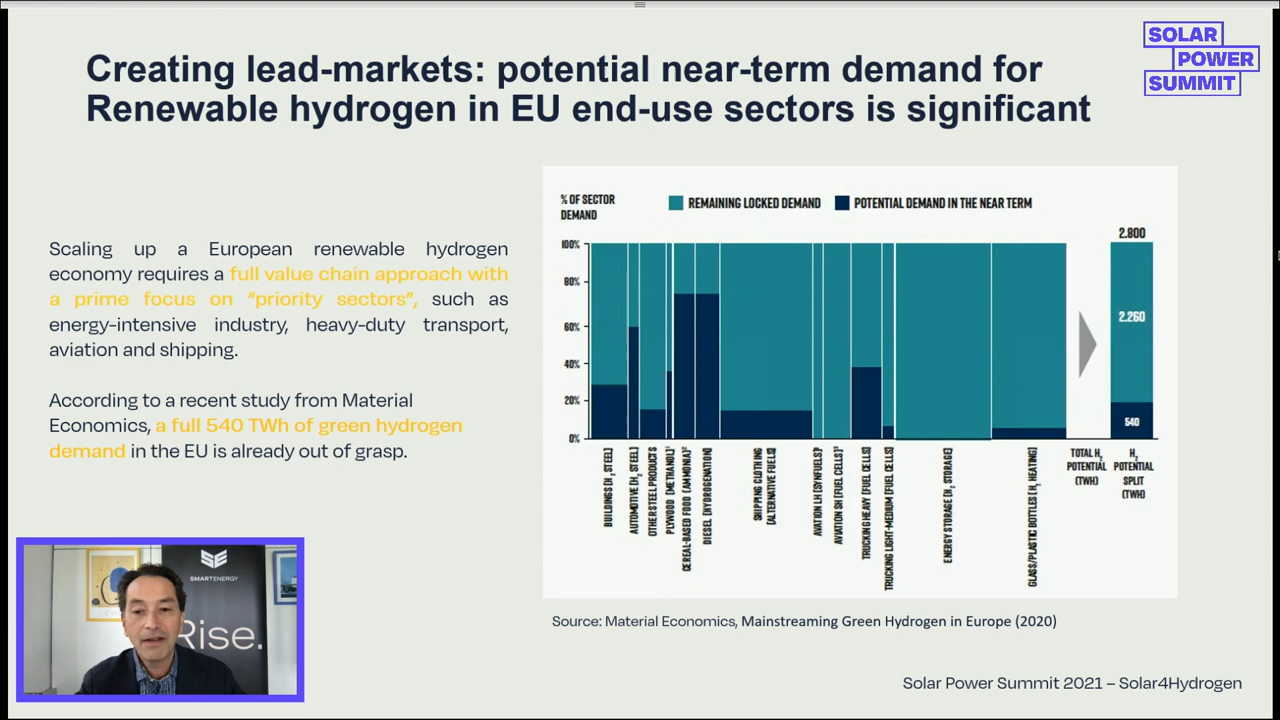 SOLAR
POWER
SUMMIT
Creating lead-markets: potential near-term demand for
Renewable hydrogen in EU end-use sectors is significant
Scaling up a European renewable hydrogen
economy requires a full value chain approach with
a prime focus on “priority sectors”, such as
energy-intensive industry, heavy-duty transport,
aviation and shipping.
According to a recent study from Material
Economics, a full 540 TWh of green hydrogen
demand in the EU is already out of grasp.
% OF SECTOR
DEMAND
REMAINING LOCKED DEMAND
POTENTIAL DEMAND IN THE NEAR TERM
100%
80%
60%
40%
20%
0%
2.800
2.260
540
BUILDINGS [H₂ STEEL]
AUTOMOTIVE [H₂ STEEL]
OTHER STEEL PRODUCTS
PLYWOOD [METHANOL]¹
CEREAL-BASED FOOD [AMMONIA]²
DIESEL [HYDROGENATION]
SHIPPING CLOTHING
[ALTERNATIVE FUELS]
AVATION LH [SYNFUELS]³
AVIATION SH [FUEL CELLS]³
TRUCKING HEAVY [FUEL CELLS]
TRUCKING LIGHT-MEDIUM [FUEL CELLS]
ENERGY STORAGE [H₂ STORAGE]
GLASS/PLASTIC BOTTLES [H₂ HEATING]
TOTAL H₂
POTENTIAL
(TWH)
H₂
POTENTIAL
SPLIT
(TWH)
Source: Material Economics, Mainstreaming Green Hydrogen in Europe (2020)
SMARTENERGY
Rise.
Solar Power Summit 2021 – Solar4Hydrogen